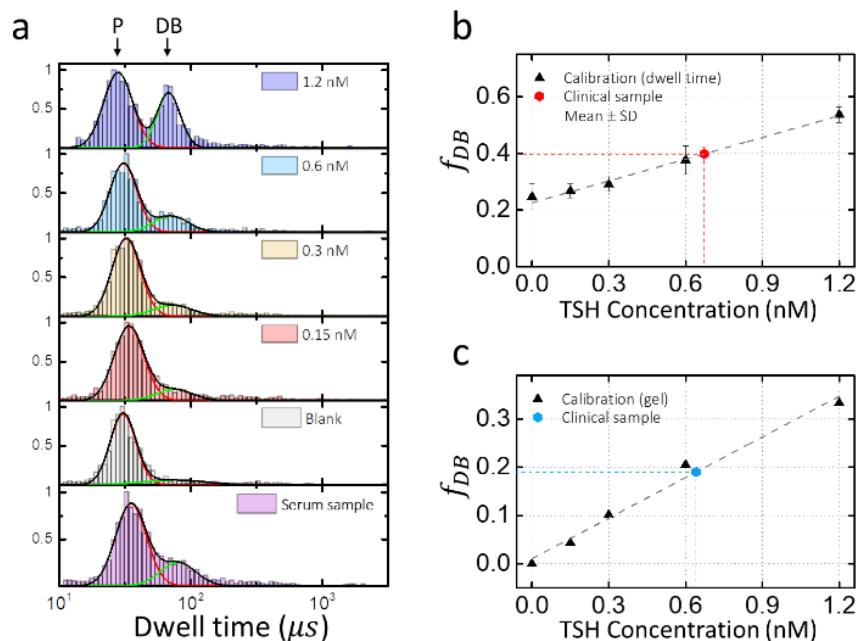 a
P DB
1
0.5
1.2 nM
1
0.5
0.6 nM
1
0.5
0.3 nM
1
0.5
0.15 nM
1
0.5
Blank
1
0.5
Serum sample
10¹ 10² 10³
Dwell time (μs)
b
Calibration (dwell time)
Clinical sample
Mean ± SD
0.6
0.4
0.2
0.0
f_DB
0.0 0.3 0.6 0.9 1.2
TSH Concentration (nM)
c
Calibration (gel)
Clinical sample
0.3
0.2
0.1
0.0
f_DB
0.0 0.3 0.6 0.9 1.2
TSH Concentration (nM)